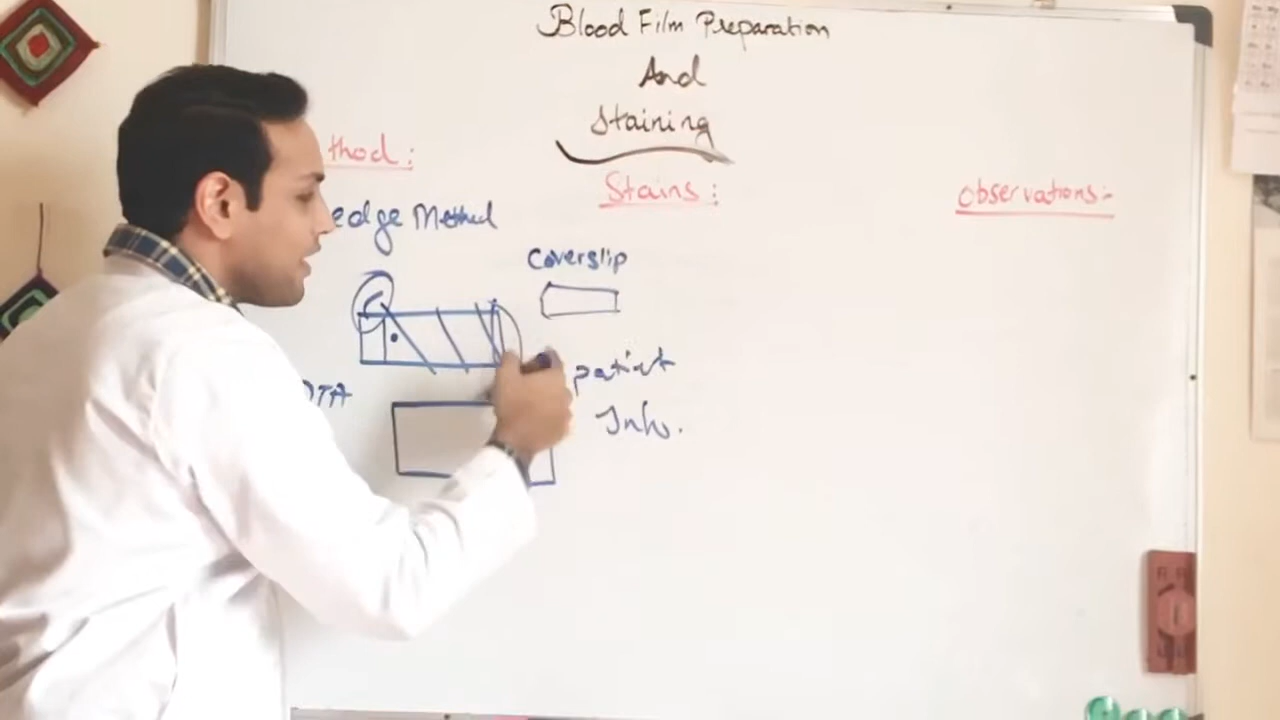 Blood Film Preparation
And
Staining
thod :
edge Method
Stains :
Coverslip
patient
Info.
DTA
Observations :-